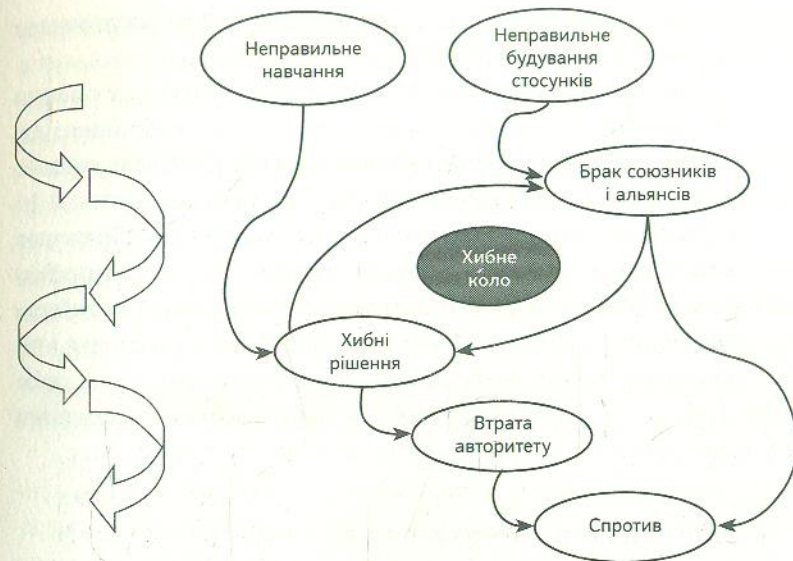 Неправильне
навчання
Неправильне
будування
стосунків
Брак союзників
і альянсів
Хибне
коло
Хибні
рішення
Втрата
авторитету
Спротив